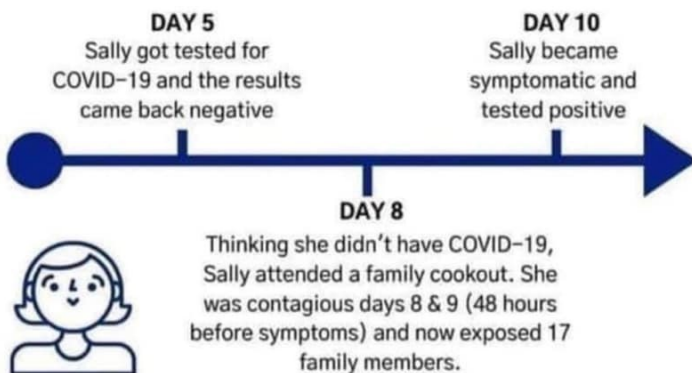 DAY 5
Sally got tested for
COVID-19 and the results
came back negative
DAY 10
Sally became
symptomatic and
tested positive
DAY 8
Thinking she didn't have COVID-19,
Sally attended a family cookout. She
was contagious days 8 & 9 (48 hours
before symptoms) and now exposed 17
family members.